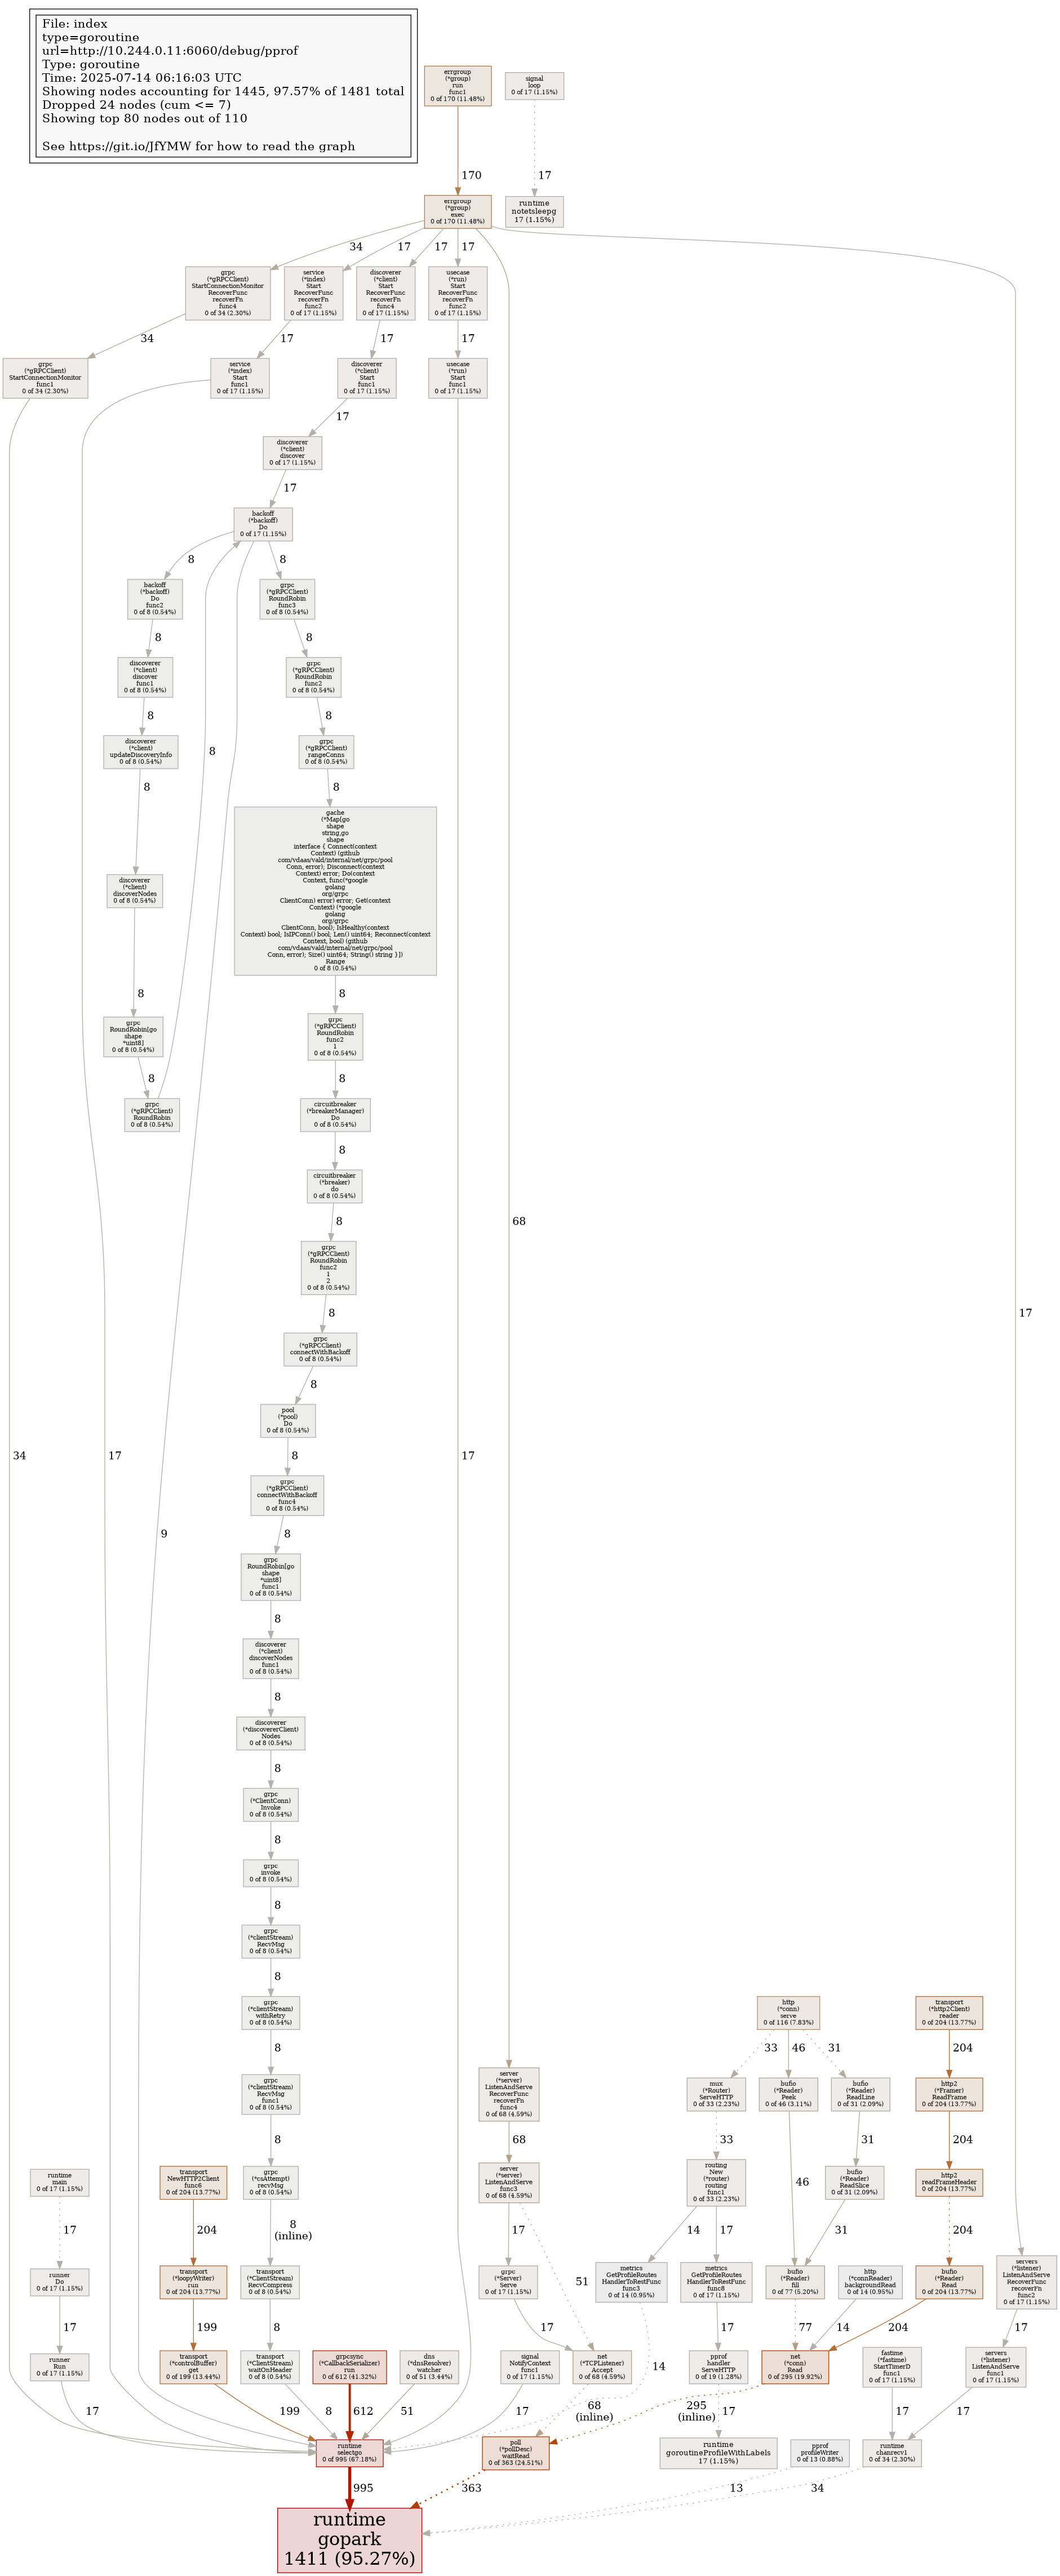 File: index
type=goroutine
url=http://10.244.0.11:6060/debug/pprof
Type: goroutine
Time: 2025-07-14 06:16:03 UTC
Showing nodes accounting for 1445, 97.57% of 1481 total
Dropped 24 nodes (cum <= 7)
Showing top 80 nodes out of 110
See https://git.io/JfYMW for how to read the graph
errgroup
(*group)
run
func1
0 of 170 (11.48%)
signal
loop
0 of 17 (1.15%)
170
17
errgroup
(*group)
exec
0 of 170 (11.48%)
runtime
notetsleepg
17 (1.15%)
34
17
17
17
grpc
(*gRPCClient)
StartConnectionMonitor
RecoverFunc
recoverFn
func4
0 of 34 (2.30%)
service
(*index)
Start
RecoverFunc
recoverFn
func2
0 of 17 (1.15%)
discoverer
(*client)
Start
RecoverFunc
recoverFn
func4
0 of 17 (1.15%)
usecase
(*run)
Start
RecoverFunc
recoverFn
func2
0 of 17 (1.15%)
34
17
17
17
grpc
(*gRPCClient)
StartConnectionMonitor
func1
0 of 34 (2.30%)
service
(*index)
Start
func1
0 of 17 (1.15%)
discoverer
(*client)
Start
func1
0 of 17 (1.15%)
usecase
(*run)
Start
func1
0 of 17 (1.15%)
17
discoverer
(*client)
discover
0 of 17 (1.15%)
17
backoff
(*backoff)
Do
0 of 17 (1.15%)
8
8
backoff
(*backoff)
Do
func2
0 of 8 (0.54%)
grpc
(*gRPCClient)
RoundRobin
func3
0 of 8 (0.54%)
8
8
discoverer
(*client)
discover
func1
0 of 8 (0.54%)
grpc
(*gRPCClient)
RoundRobin
func2
0 of 8 (0.54%)
8
8
discoverer
(*client)
updateDiscoveryInfo
0 of 8 (0.54%)
8
grpc
(*gRPCClient)
rangeConns
0 of 8 (0.54%)
8
8
gache
(*Map[go
shape
string,go
shape
interface { Connect(context
Context) (github
com/vdaas/vald/internal/net/grpc/pool
Conn, error); Disconnect(context
Context) error; Do(context
Context, func(*google
golang
org/grpc
ClientConn) error) error; Get(context
Context) (*google
golang
org/grpc
ClientConn, bool); IsHealthy(context
Context) bool; IsIPConn() bool; Len() uint64; Reconnect(context
Context, bool) (github
com/vdaas/vald/internal/net/grpc/pool
Conn, error); Size() uint64; String() string }])
Range
0 of 8 (0.54%)
discoverer
(*client)
discoverNodes
0 of 8 (0.54%)
8
8
grpc
RoundRobin[go
shape
*uint8]
0 of 8 (0.54%)
grpc
(*gRPCClient)
RoundRobin
func2
1
0 of 8 (0.54%)
8
8
grpc
(*gRPCClient)
RoundRobin
0 of 8 (0.54%)
circuitbreaker
(*breakerManager)
Do
0 of 8 (0.54%)
8
circuitbreaker
(*breaker)
do
0 of 8 (0.54%)
8
68
grpc
(*gRPCClient)
RoundRobin
func2
1
2
0 of 8 (0.54%)
17
8
grpc
(*gRPCClient)
connectWithBackoff
0 of 8 (0.54%)
8
pool
(*pool)
Do
0 of 8 (0.54%)
34
17
8
17
grpc
(*gRPCClient)
connectWithBackoff
func4
0 of 8 (0.54%)
9
8
grpc
RoundRobin[go
shape
*uint8]
func1
0 of 8 (0.54%)
8
discoverer
(*client)
discoverNodes
func1
0 of 8 (0.54%)
8
discoverer
(*discovererClient)
Nodes
0 of 8 (0.54%)
8
grpc
(*ClientConn)
Invoke
0 of 8 (0.54%)
8
grpc
invoke
0 of 8 (0.54%)
8
grpc
(*clientStream)
RecvMsg
0 of 8 (0.54%)
8
grpc
(*clientStream)
withRetry
0 of 8 (0.54%)
http
(*conn)
serve
0 of 116 (7.83%)
transport
(*http2Client)
reader
0 of 204 (13.77%)
8
33
46
31
204
grpc
(*clientStream)
RecvMsg
func1
0 of 8 (0.54%)
server
(*server)
ListenAndServe
RecoverFunc
recoverFn
func4
0 of 68 (4.59%)
mux
(*Router)
ServeHTTP
0 of 33 (2.23%)
bufio
(*Reader)
Peek
0 of 46 (3.11%)
bufio
(*Reader)
ReadLine
0 of 31 (2.09%)
http2
(*Framer)
ReadFrame
0 of 204 (13.77%)
8
68
33
31
204
runtime
main
0 of 17 (1.15%)
transport
NewHTTP2Client
func6
0 of 204 (13.77%)
grpc
(*csAttempt)
recvMsg
0 of 8 (0.54%)
server
(*server)
ListenAndServe
func3
0 of 68 (4.59%)
routing
New
(*router)
routing
func1
0 of 33 (2.23%)
46
bufio
(*Reader)
ReadSlice
0 of 31 (2.09%)
http2
readFrameHeader
0 of 204 (13.77%)
17
204
8
(inline)
17
14
17
31
204
runner
Do
0 of 17 (1.15%)
transport
(*loopyWriter)
run
0 of 204 (13.77%)
transport
(*ClientStream)
RecvCompress
0 of 8 (0.54%)
grpc
(*Server)
Serve
0 of 17 (1.15%)
51
metrics
GetProfileRoutes
HandlerToRestFunc
func3
0 of 14 (0.95%)
metrics
GetProfileRoutes
HandlerToRestFunc
func8
0 of 17 (1.15%)
bufio
(*Reader)
fill
0 of 77 (5.20%)
http
(*connReader)
backgroundRead
0 of 14 (0.95%)
bufio
(*Reader)
Read
0 of 204 (13.77%)
servers
(*listener)
ListenAndServe
RecoverFunc
recoverFn
func2
0 of 17 (1.15%)
17
199
8
17
17
77
14
204
17
runner
Run
0 of 17 (1.15%)
transport
(*controlBuffer)
get
0 of 199 (13.44%)
transport
(*ClientStream)
waitOnHeader
0 of 8 (0.54%)
grpcsync
(*CallbackSerializer)
run
0 of 612 (41.32%)
dns
(*dnsResolver)
watcher
0 of 51 (3.44%)
signal
NotifyContext
func1
0 of 17 (1.15%)
net
(*TCPListener)
Accept
0 of 68 (4.59%)
14
pprof
handler
ServeHTTP
0 of 19 (1.28%)
net
(*conn)
Read
0 of 295 (19.92%)
fastime
(*fastime)
StartTimerD
func1
0 of 17 (1.15%)
servers
(*listener)
ListenAndServe
func1
0 of 17 (1.15%)
17
199
8
612
51
17
68
(inline)
295
(inline)
17
17
17
runtime
selectgo
0 of 995 (67.18%)
poll
(*pollDesc)
waitRead
0 of 363 (24.51%)
runtime
goroutineProfileWithLabels
17 (1.15%)
pprof
profileWriter
0 of 13 (0.88%)
runtime
chanrecv1
0 of 34 (2.30%)
995
363
13
34
runtime
gopark
1411 (95.27%)